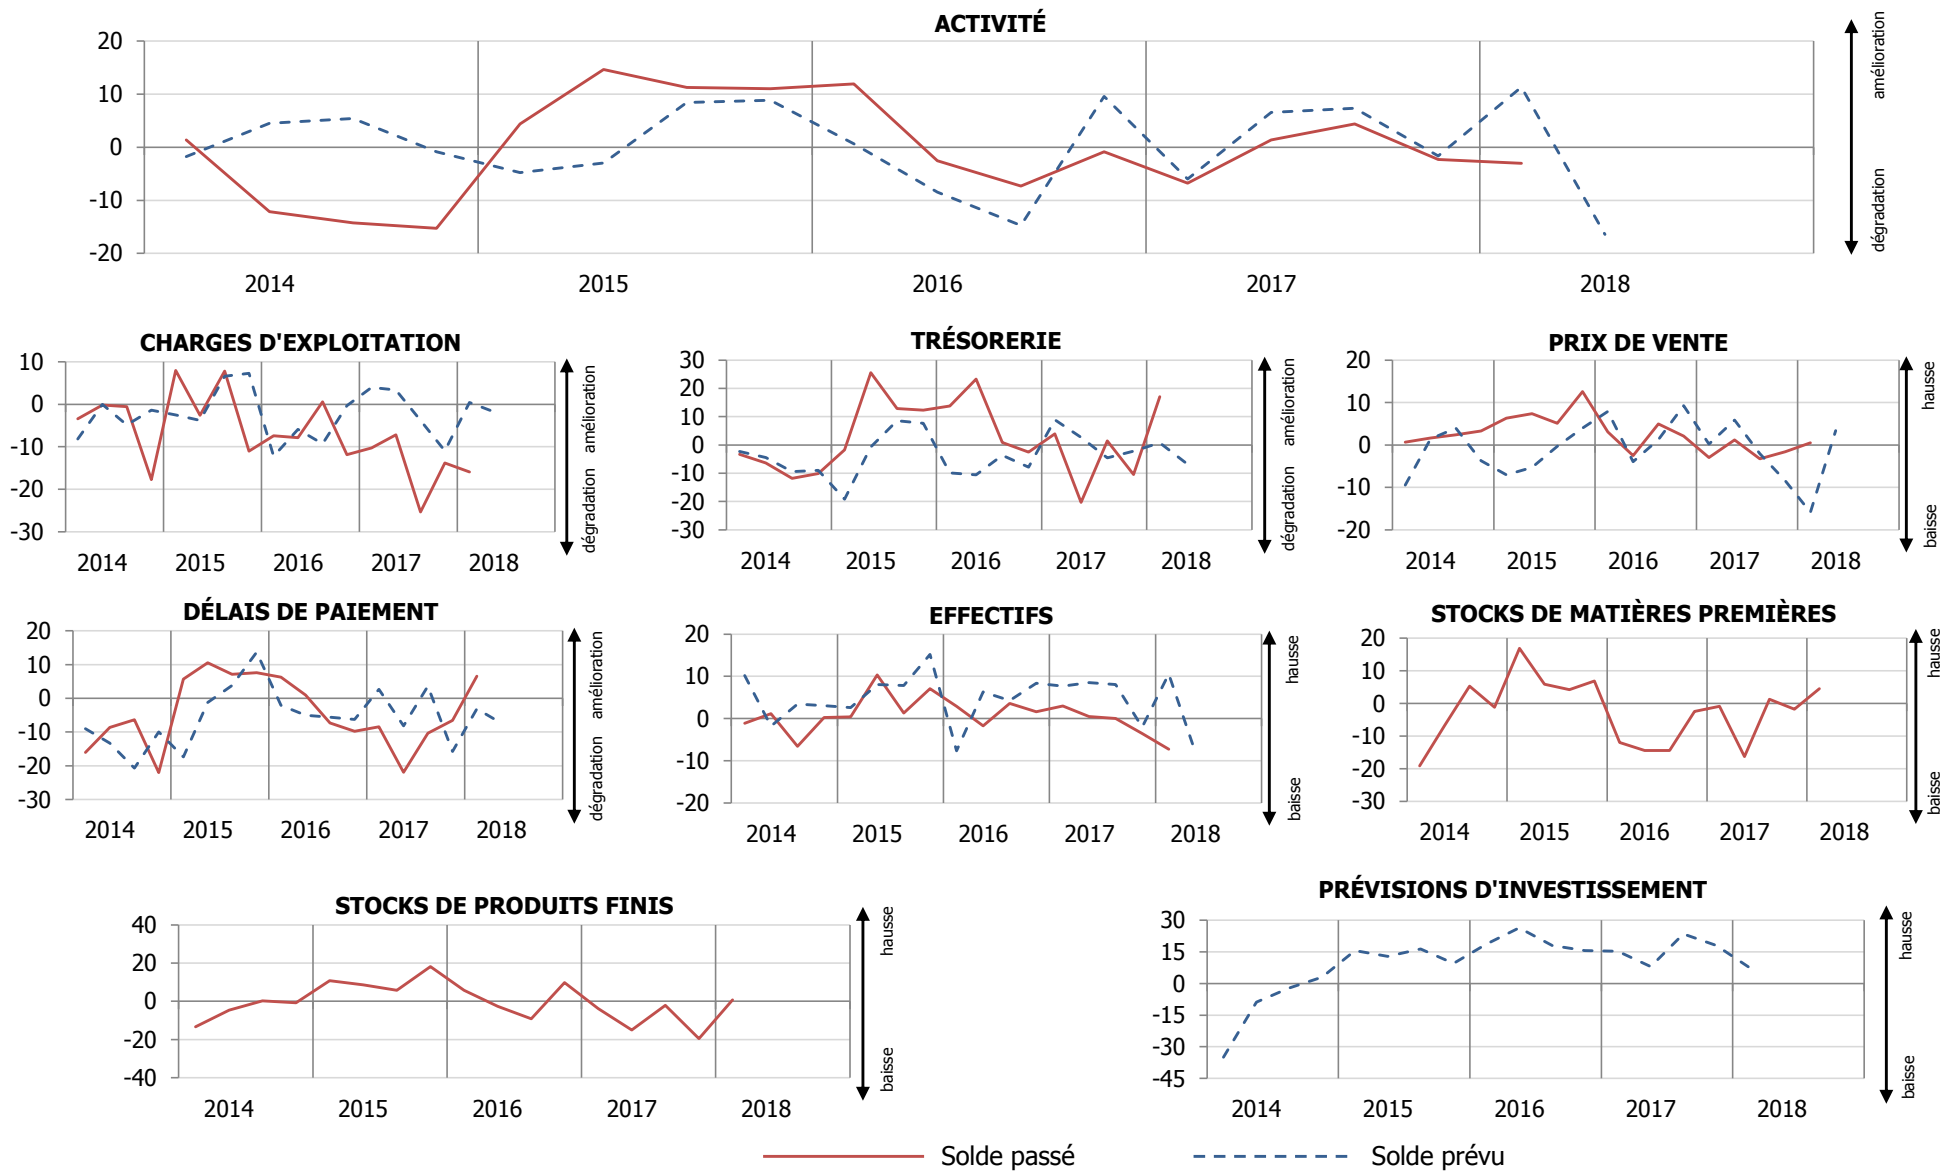 ACTIVITÉ
20
10
0
-10
-20
2014 2015 2016 2017 2018
amélioration
dégradation
CHARGES D'EXPLOITATION
10
0
-10
-20
-30
2014 2015 2016 2017 2018
amélioration
dégradation
TRÉSORERIE
30
20
10
0
-10
-20
-30
2014 2015 2016 2017 2018
amélioration
dégradation
PRIX DE VENTE
20
10
0
-10
-20
2014 2015 2016 2017 2018
hausse
baisse
DÉLAIS DE PAIEMENT
20
10
0
-10
-20
-30
2014 2015 2016 2017 2018
amélioration
dégradation
EFFECTIFS
20
10
0
-10
-20
2014 2015 2016 2017 2018
hausse
baisse
STOCKS DE MATIÈRES PREMIÈRES
20
10
0
-10
-20
-30
2014 2015 2016 2017 2018
hausse
baisse
STOCKS DE PRODUITS FINIS
40
20
0
-20
-40
2014 2015 2016 2017 2018
hausse
baisse
PRÉVISIONS D'INVESTISSEMENT
30
15
0
-15
-30
-45
2014 2015 2016 2017 2018
hausse
baisse
Solde passé Solde prévu